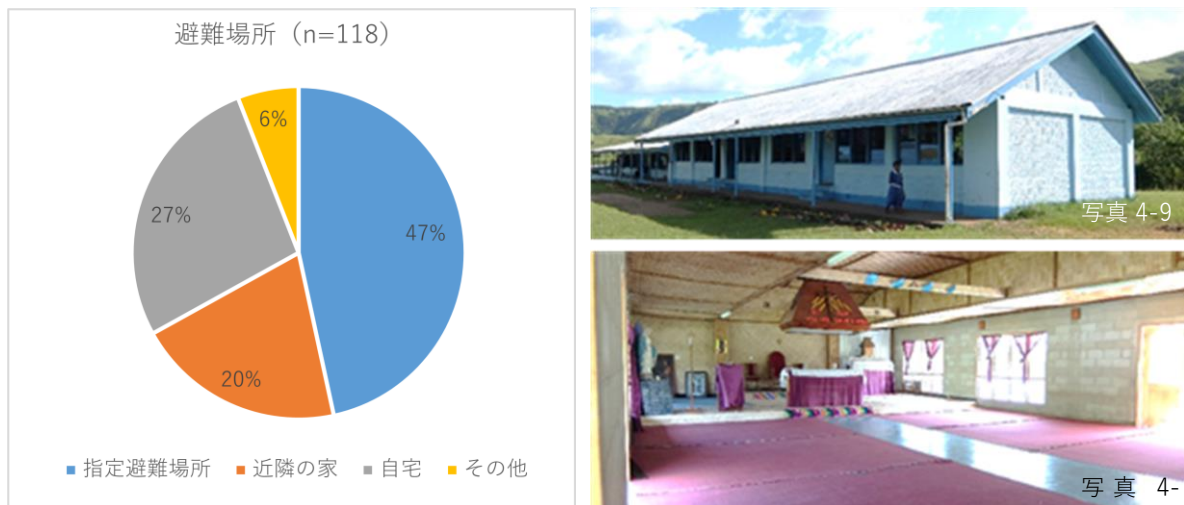 避難場所（n=118）
6%
27%
47%
20%
指定避難場所 近隣の家 自宅 その他
写真 4-9
写真 4-